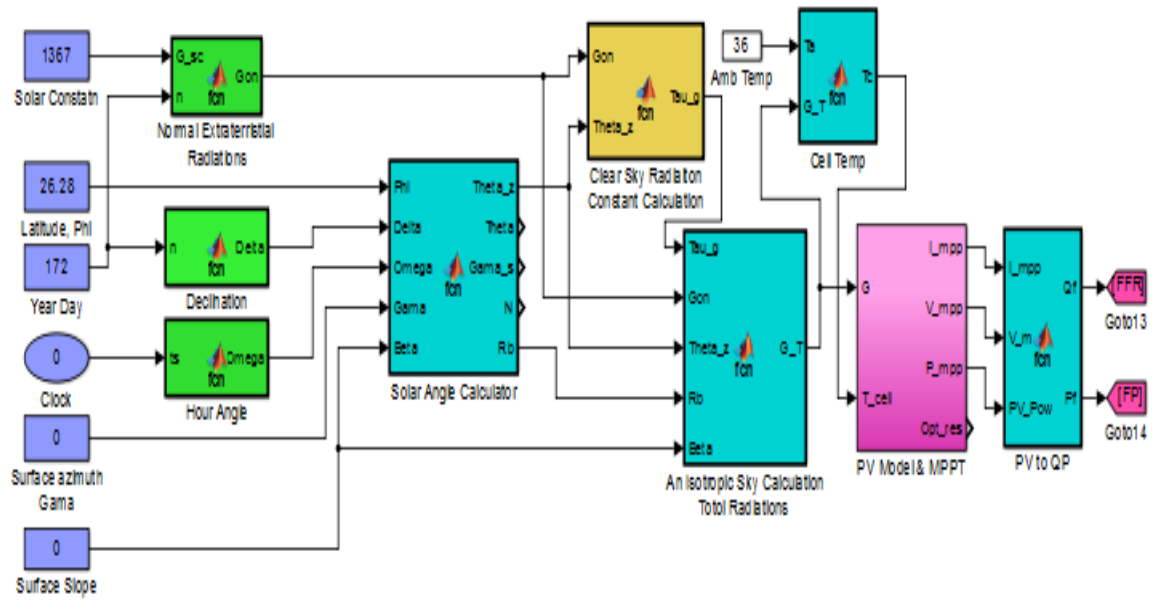 1367
Solar Constatn
G_sc
n
Gon
fcn
Normal Extraterristial
Radiations
26.28
Latitude, Phi
172
Year Day
n
Deta
fcn
Declination
0
Clock
ts
Omega
fcn
Hour Angle
0
Surface azimuth
Gama
0
Surface Slope
Phi
Delta
Omega
Gama
Beta
Theta_z
Theta
Gama_s
N
Rb
fcn
Solar Angle Calculator
Gon
Theta_z
Tau_g
fcn
Clear Sky Radiation
Constant Calculation
36
Amb Temp
Ta
G_T
Tc
fcn
Cell Temp
Tau_g
Gon
Theta_z
Rb
Beta
G_T
fcn
An Isotropic Sky Calculation
Totol Radiations
G
T_cell
I_mpp
V_mpp
P_mpp
Opt_res
PV Model & MPPT
I_mpp
V_m
PV_Pow
Qf
Pf
fcn
PV to QP
[FFR]
Goto13
[FP]
Goto14